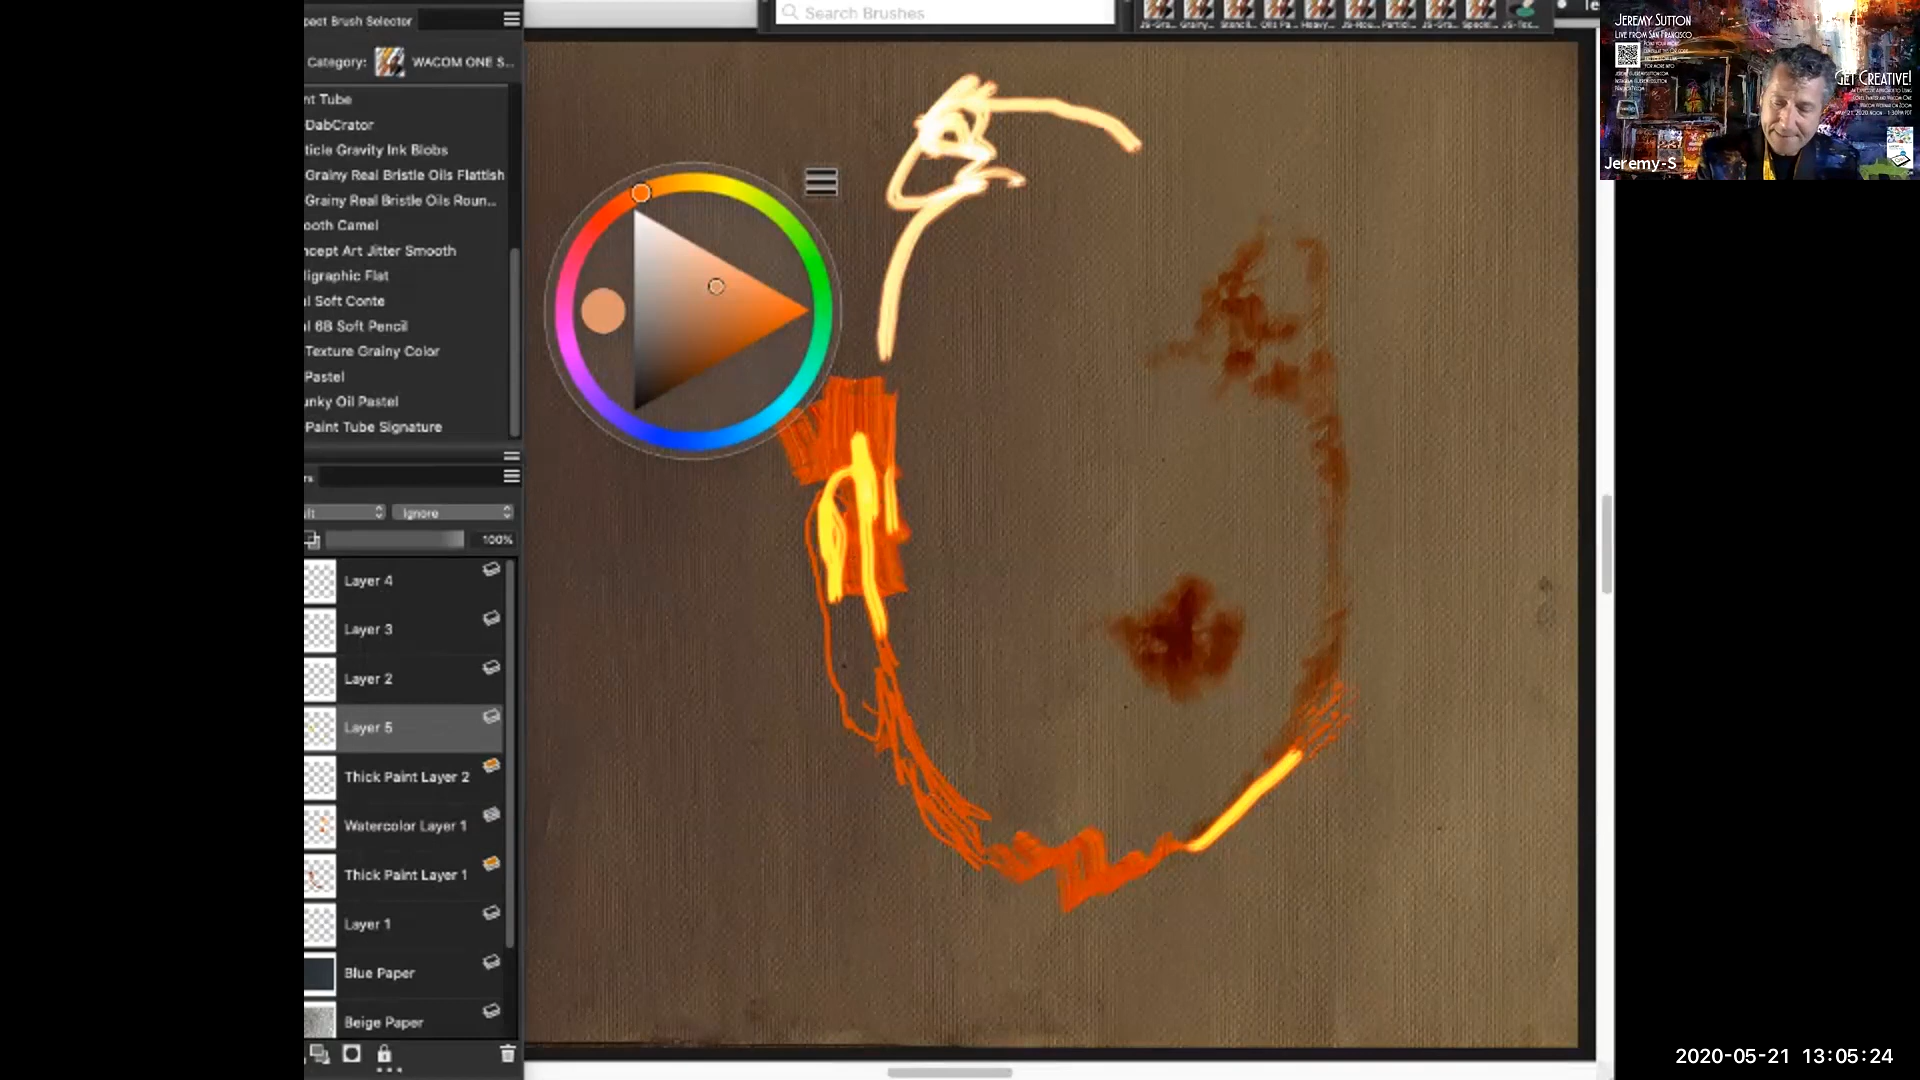 pact Brush Selector
Search Brushes
Category:
WACOM ONE S...
nt Tube
DabCrator
ticle Gravity Ink Blobs
Grainy Real Bristle Oils Flattish
Grainy Real Bristle Oils Roun...
ooth Camel
ncept Art Jitter Smooth
ligraphic Flat
l Soft Conte
l 6B Soft Pencil
Texture Grainy Color
Pastel
unky Oil Pastel
Paint Tube Signature
Ignore
100%
Layer 4
Layer 3
Layer 2
Layer 5
Thick Paint Layer 2
Watercolor Layer 1
Thick Paint Layer 1
Layer 1
Blue Paper
Beige Paper
JEREMY SUTTON
LIVE FROM SAN FRANCISCO
GET CREATIVE!
Jeremy-S
2020-05-21 13:05:24